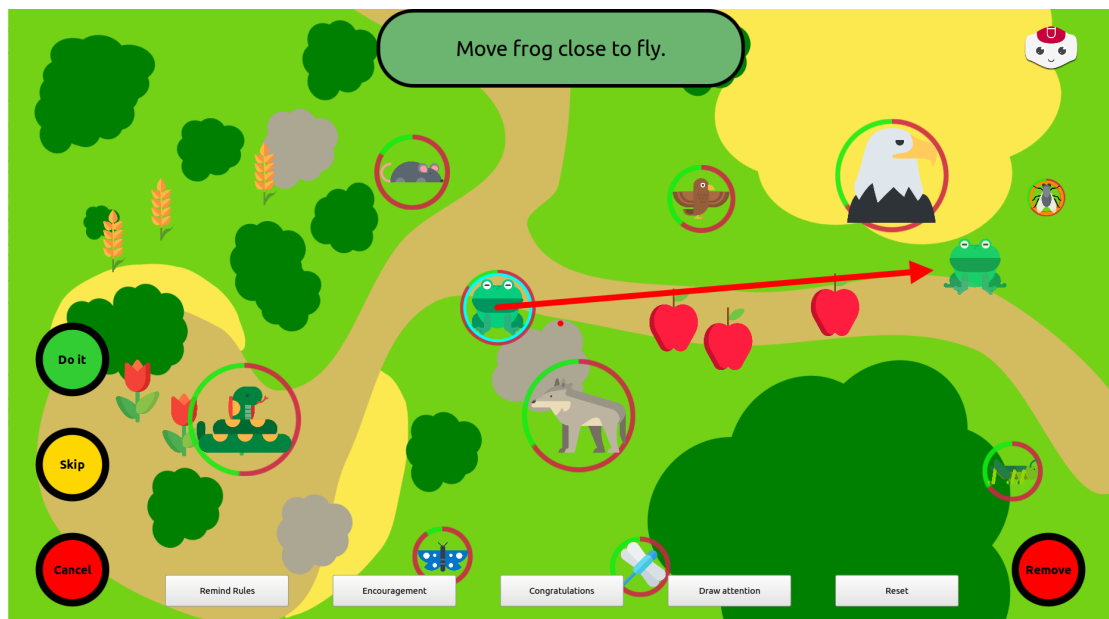 Move frog close to fly.
Do it
Skip
Cancel
Remove
Remind Rules
Encouragement
Congratulations
Draw attention
Reset